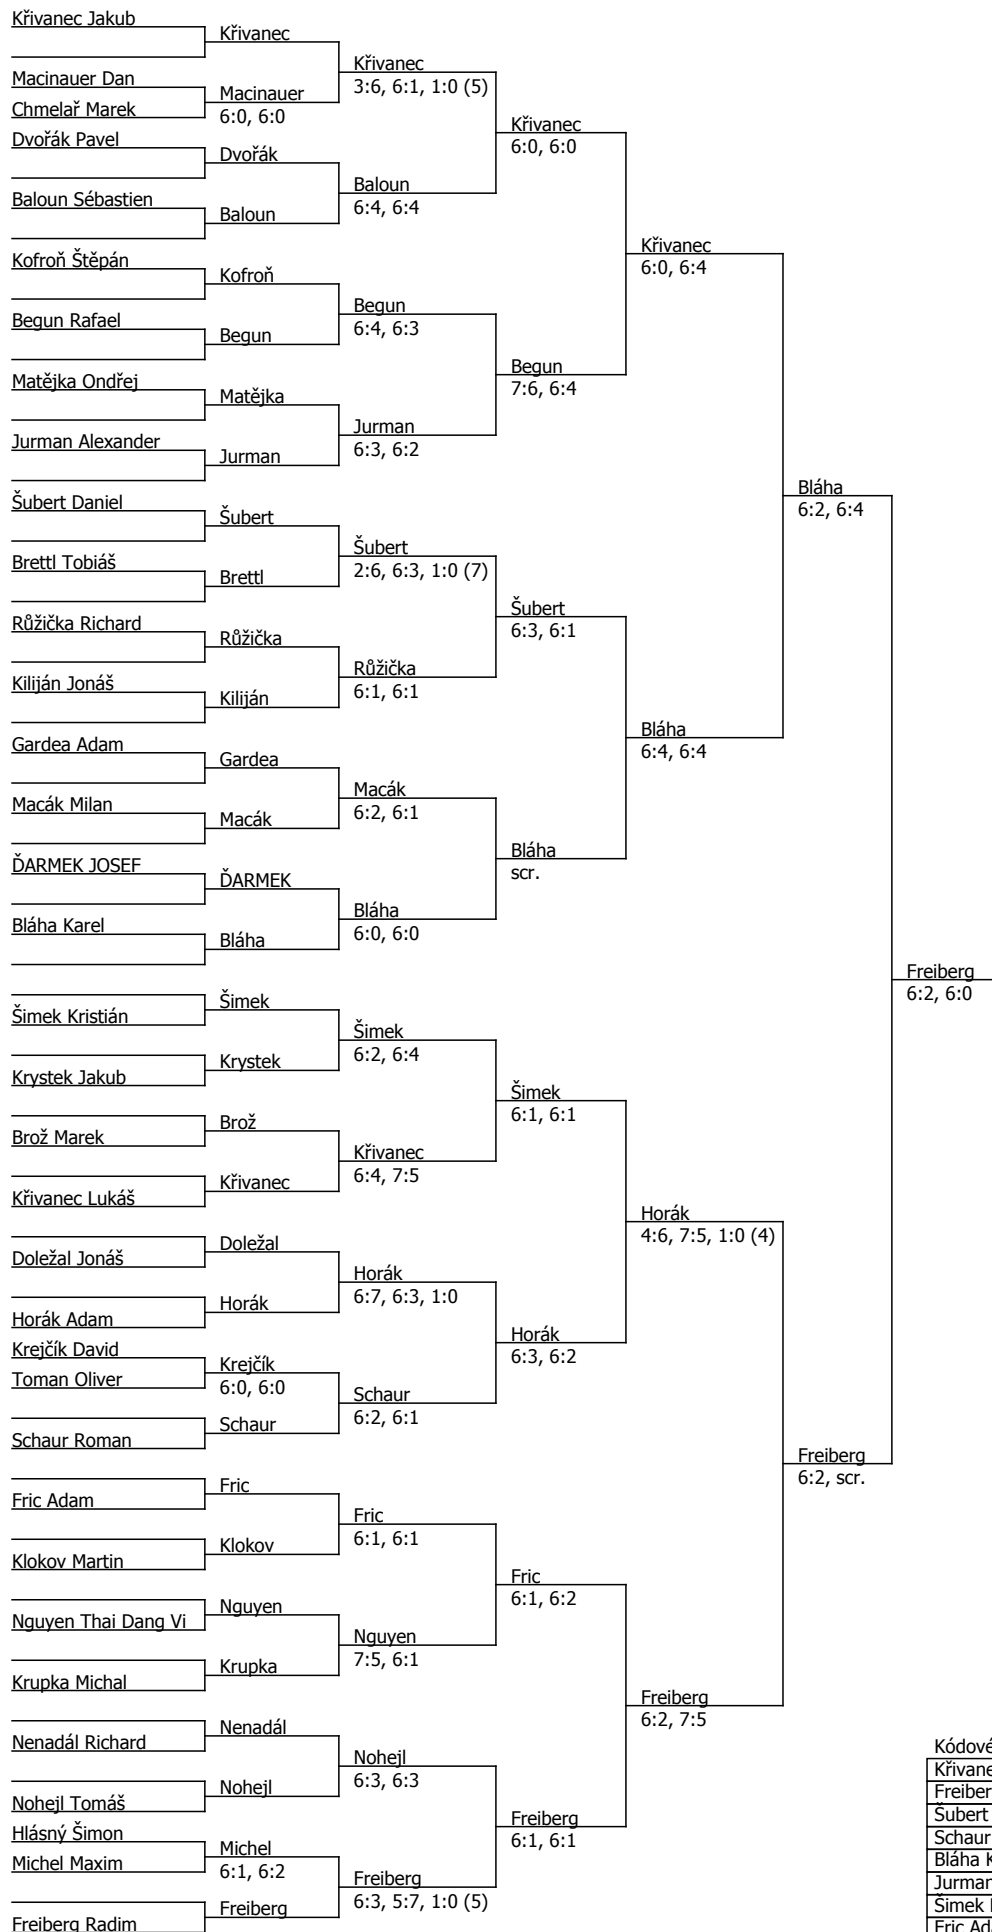 Křivanec Jakub
Macinauer Dan
Chmelař Marek
Dvořák Pavel
Baloun Sébastien
Kofroň Štěpán
Begun Rafael
Matějka Ondřej
Jurman Alexander
Šubert Daniel
Brettl Tobiáš
Růžička Richard
Kiliján Jonáš
Gardea Adam
Macák Milan
ĎARMEK JOSEF
Bláha Karel
Šimek Kristián
Krystek Jakub
Brož Marek
Křivanec Lukáš
Doležal Jonáš
Horák Adam
Krejčík David
Toman Oliver
Schaur Roman
Fric Adam
Klokov Martin
Nguyen Thai Dang Vi
Krupka Michal
Nenadál Richard
Nohejl Tomáš
Hlásný Šimon
Michel Maxim
Freiberg Radim
Křivanec
Macinauer
6:0, 6:0
Dvořák
Baloun
Kofroň
Begun
Matějka
Jurman
Šubert
Brettl
Růžička
Kiliján
Gardea
Macák
ĎARMEK
Bláha
Šimek
Krystek
Brož
Křivanec
Doležal
Horák
Krejčík
6:0, 6:0
Schaur
Fric
Klokov
Nguyen
Krupka
Nenadál
Nohejl
Michel
6:1, 6:2
Freiberg
Křivanec
3:6, 6:1, 1:0 (5)
Baloun
6:4, 6:4
Begun
6:4, 6:3
Jurman
6:3, 6:2
Šubert
2:6, 6:3, 1:0 (7)
Růžička
6:1, 6:1
Macák
6:2, 6:1
Bláha
6:0, 6:0
Šimek
6:2, 6:4
Křivanec
6:4, 7:5
Horák
6:7, 6:3, 1:0
Schaur
6:2, 6:1
Fric
6:1, 6:1
Nguyen
7:5, 6:1
Nohejl
6:3, 6:3
Freiberg
6:3, 5:7, 1:0 (5)
Křivanec
6:0, 6:0
Begun
7:6, 6:4
Šubert
6:3, 6:1
Bláha
scr.
Šimek
6:1, 6:1
Horák
6:3, 6:2
Fric
6:1, 6:2
Freiberg
6:1, 6:1
Křivanec
6:0, 6:4
Bláha
6:4, 6:4
Horák
4:6, 7:5, 1:0 (4)
Freiberg
6:2, 7:5
Bláha
6:2, 6:4
Freiberg
6:2, scr.
Freiberg
6:2, 6:0
Kódové
Křivane
Freiber
Šubert
Schaur
Bláha K
Jurman
Šimek
Fric Ad